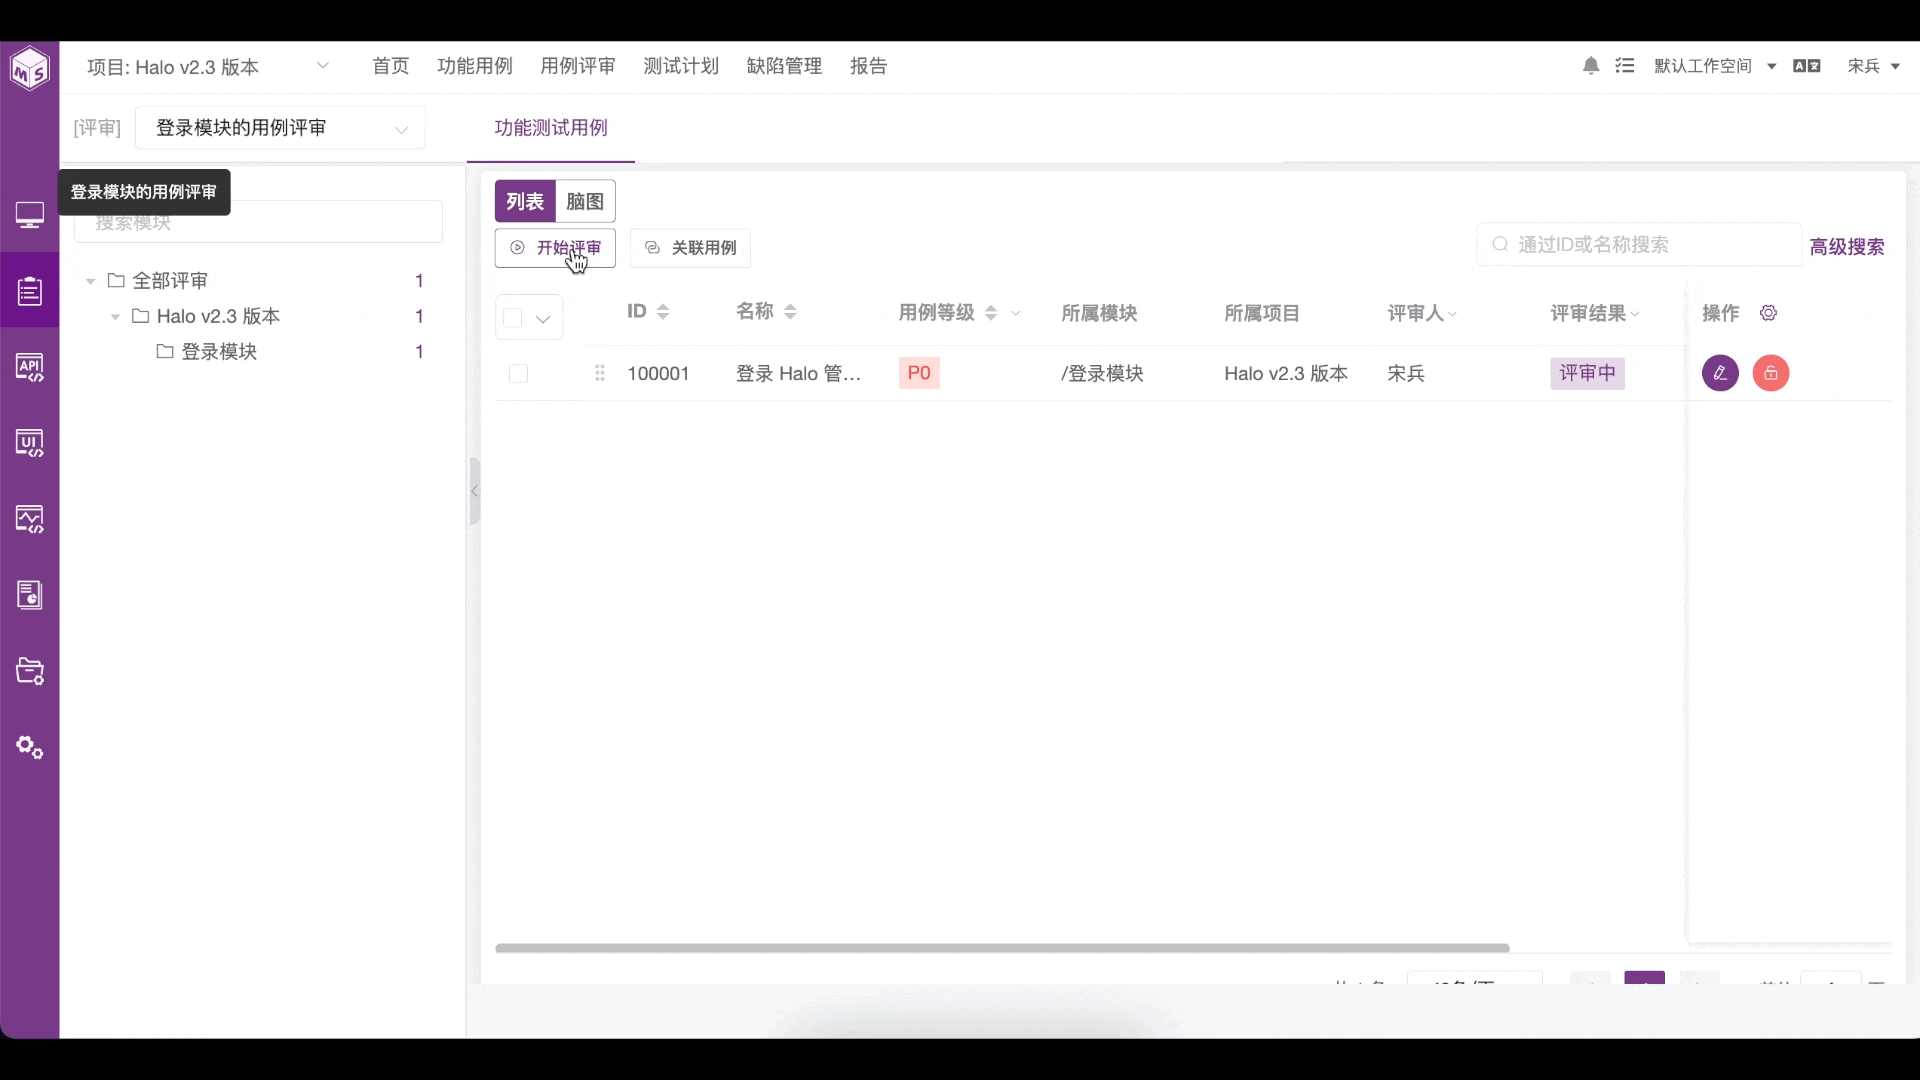 MS
项目: Halo v2.3 版本
首页 功能用例 用例评审 测试计划 缺陷管理 报告
默认工作空间
宋兵
[评审] 登录模块的用例评审
功能测试用例
登录模块的用例评审
搜索模块
全部评审 1
Halo v2.3 版本 1
登录模块 1
API
UI
列表 脑图
开始评审 关联用例
通过ID或名称搜索 高级搜索
ID 名称 用例等级 所属模块 所属项目 评审人 评审结果 操作
100001 登录 Halo 管... P0 /登录模块 Halo v2.3 版本 宋兵 评审中